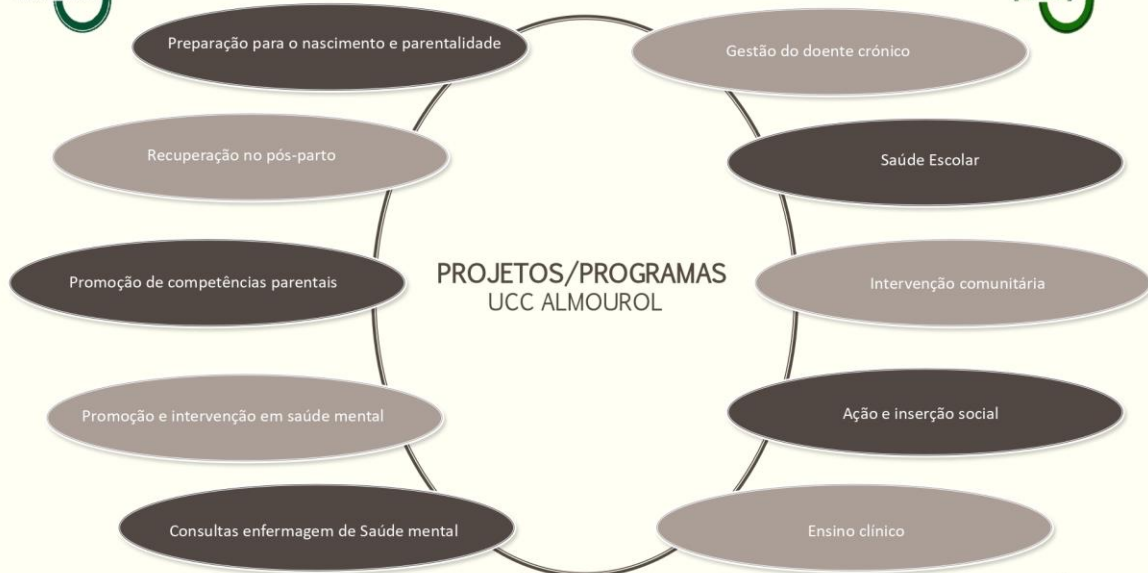 Preparação para o nascimento e parentalidade
Gestão do doente crónico
Recuperação no pós-parto
Saúde Escolar
Promoção de competências parentais
PROJETOS/PROGRAMAS
UCC ALMOUROL
Intervenção comunitária
Promoção e intervenção em saúde mental
Ação e inserção social
Consultas enfermagem de Saúde mental
Ensino clínico